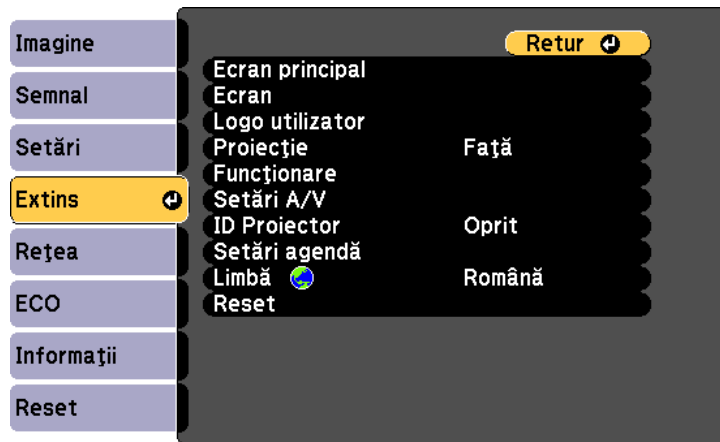 Imagine
Semnal
Setări
Extins
Reţea
ECO
Informaţii
Reset
Retur
Ecran principal
Ecran
Logo utilizator
Proiecţie Faţă
Funcţionare
Setări A/V
ID Proiector Oprit
Setări agendă
Limbă Română
Reset